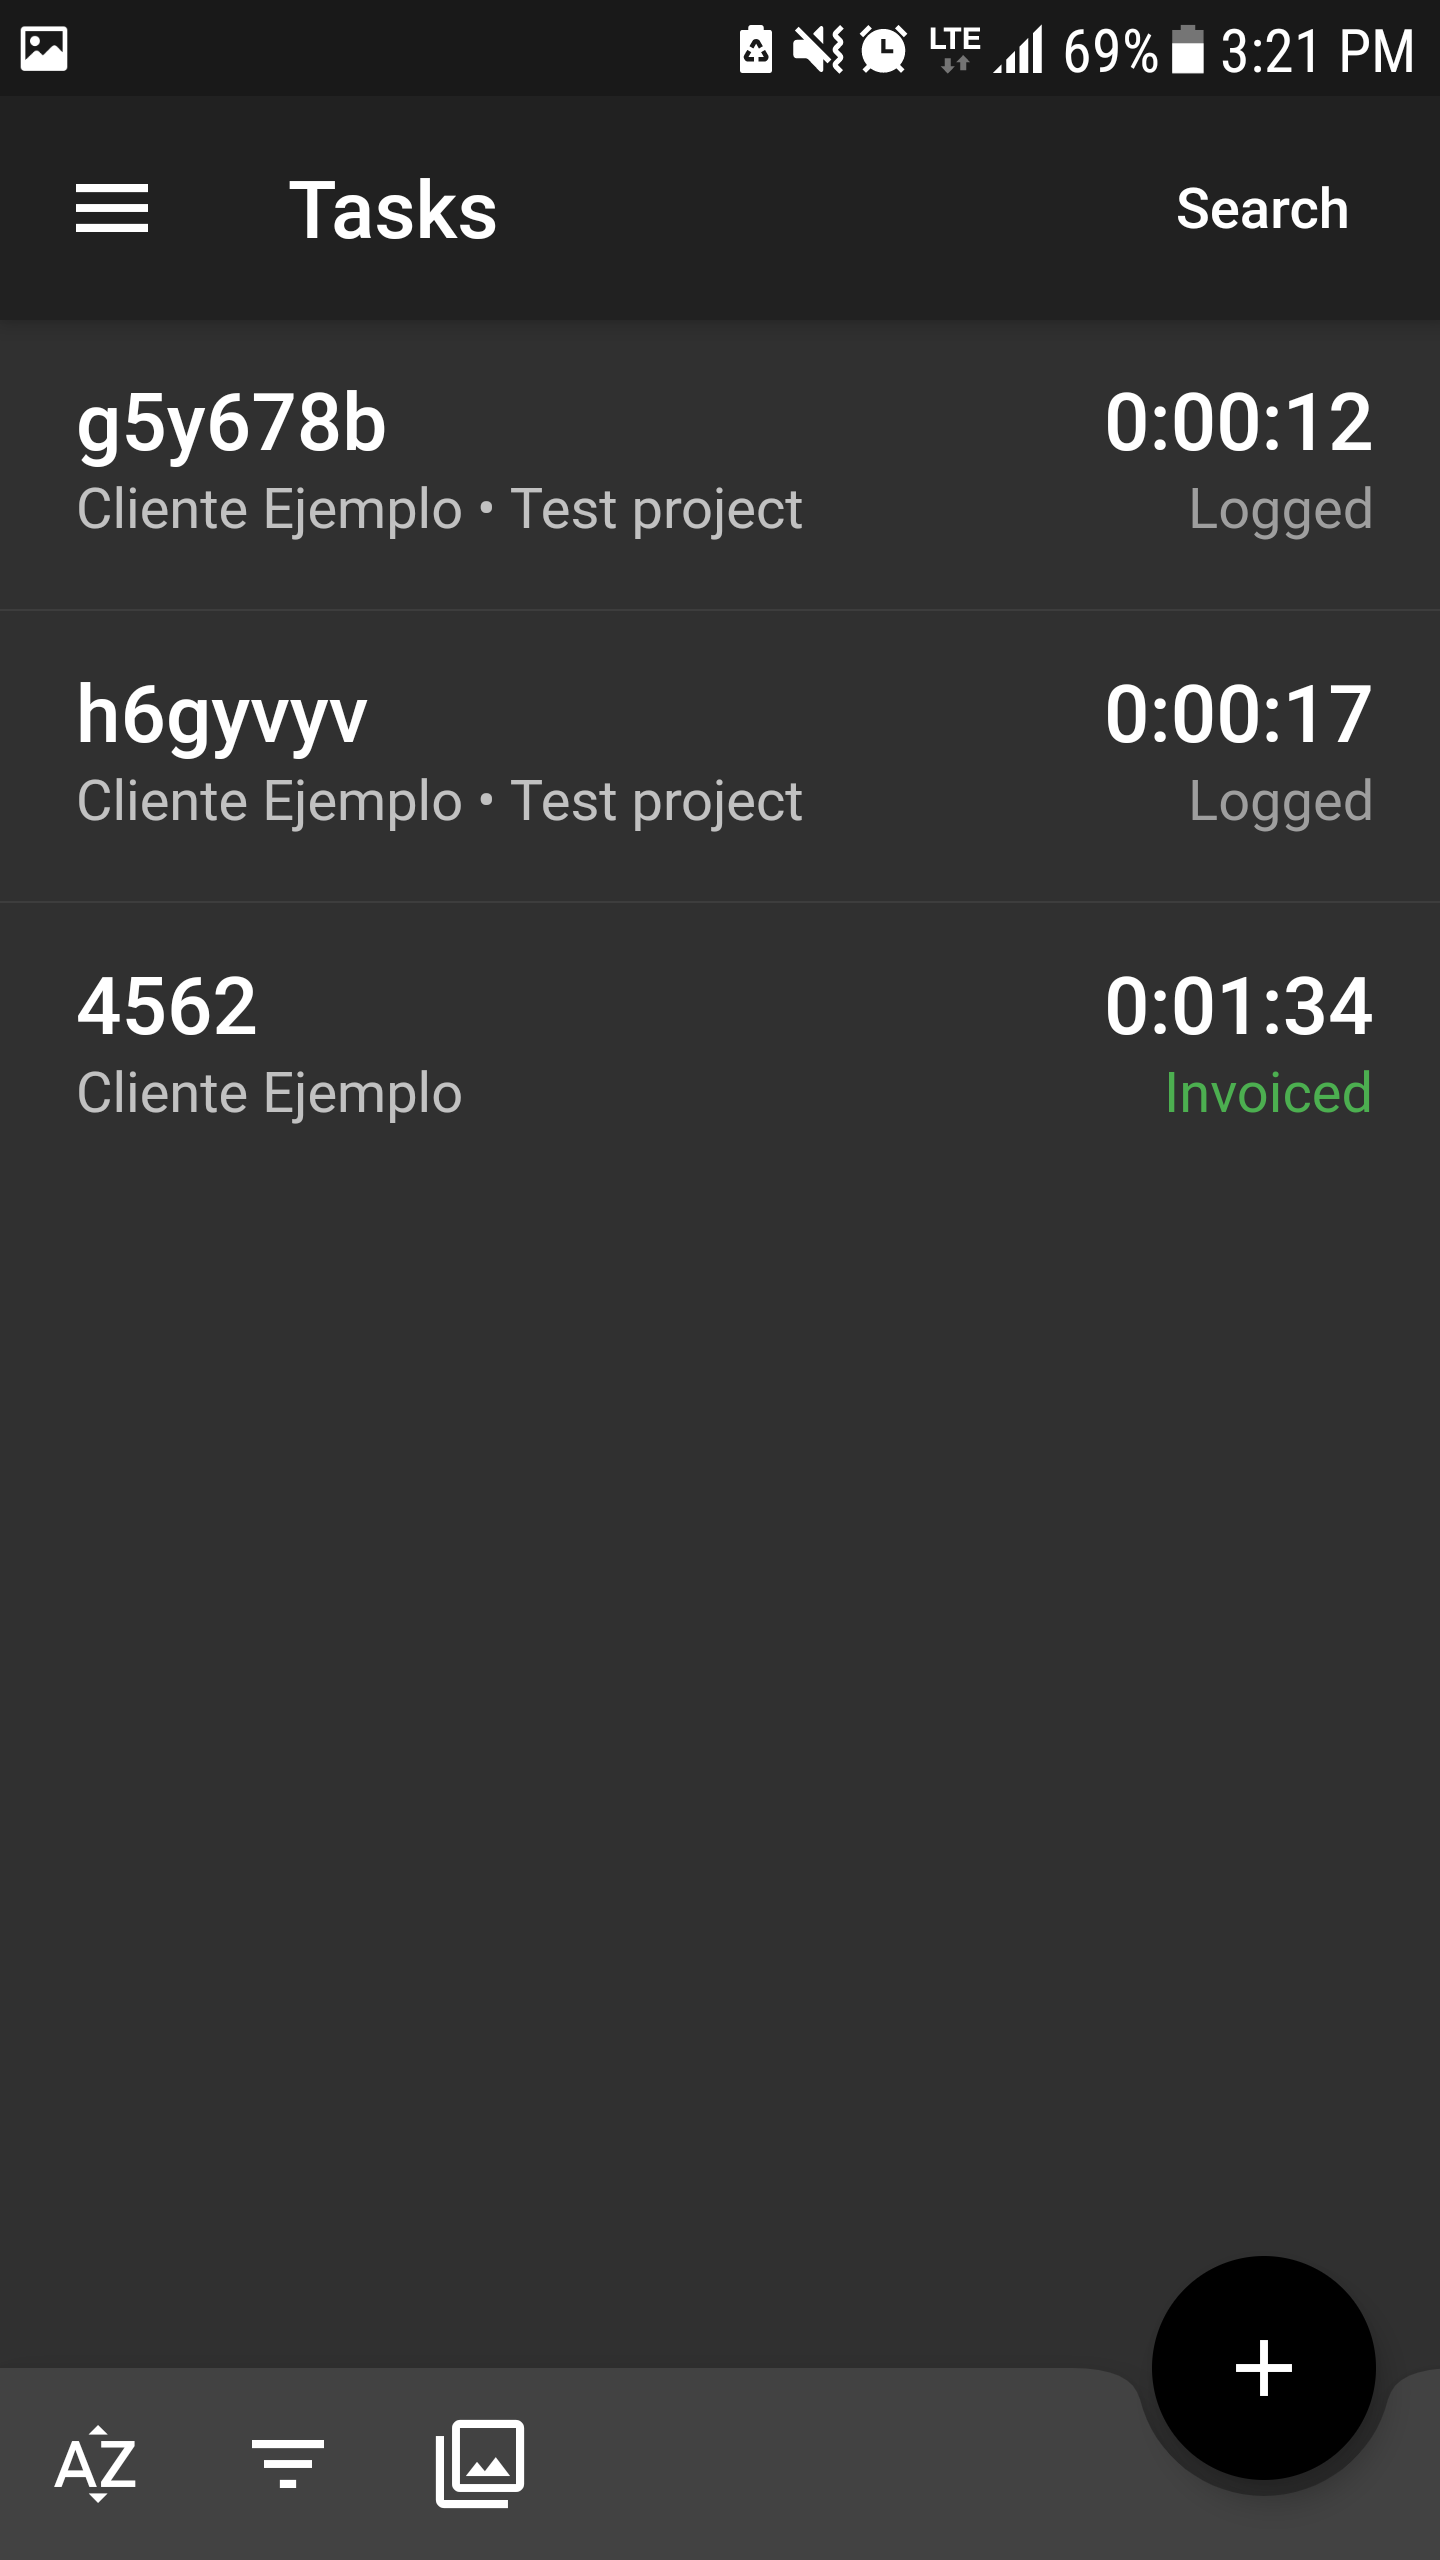 LTE 69% 3:21 PM
Tasks Search
g5y678b 0:00:12
Cliente Ejemplo • Test project Logged
h6gyvyv 0:00:17
Cliente Ejemplo • Test project Logged
4562 0:01:34
Cliente Ejemplo Invoiced
AZ